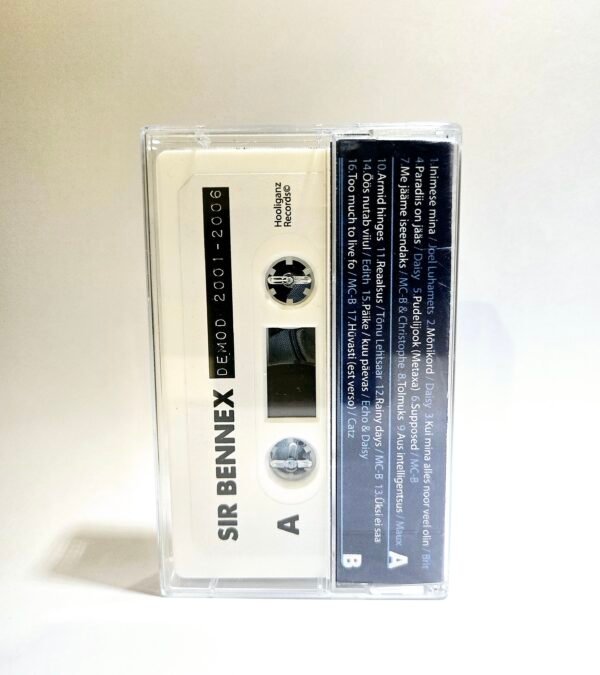 Hooliganz
Records©
SIR BENNEX DEMOD 2001-2006
A
1.Inimese mina / Joel Luhamets 2.Mõnikord / Daisy 3.Kui mina alles noor veel olin / Brit
4.Paradiis on jääs / Daisy 5.Pudelijook (Metaxa) 6.Supposed / MC-B
7.Me jääme iseendaks / MC-B & Christophe 8.Tolmuks 9.Aus intelligentsus / Maux
A
10.Armid hinges 11.Reaalsus / Tõnu Lehtsaar 12.Rainy days / MC-B 13.Üksi ei saa
14.Öös nutab viiul / Edith 15.Päike / kuu päevas / Echo & Daisy
16.Too much to live fo / MC-B 17.Hüvasti (est verso) / Catz
B